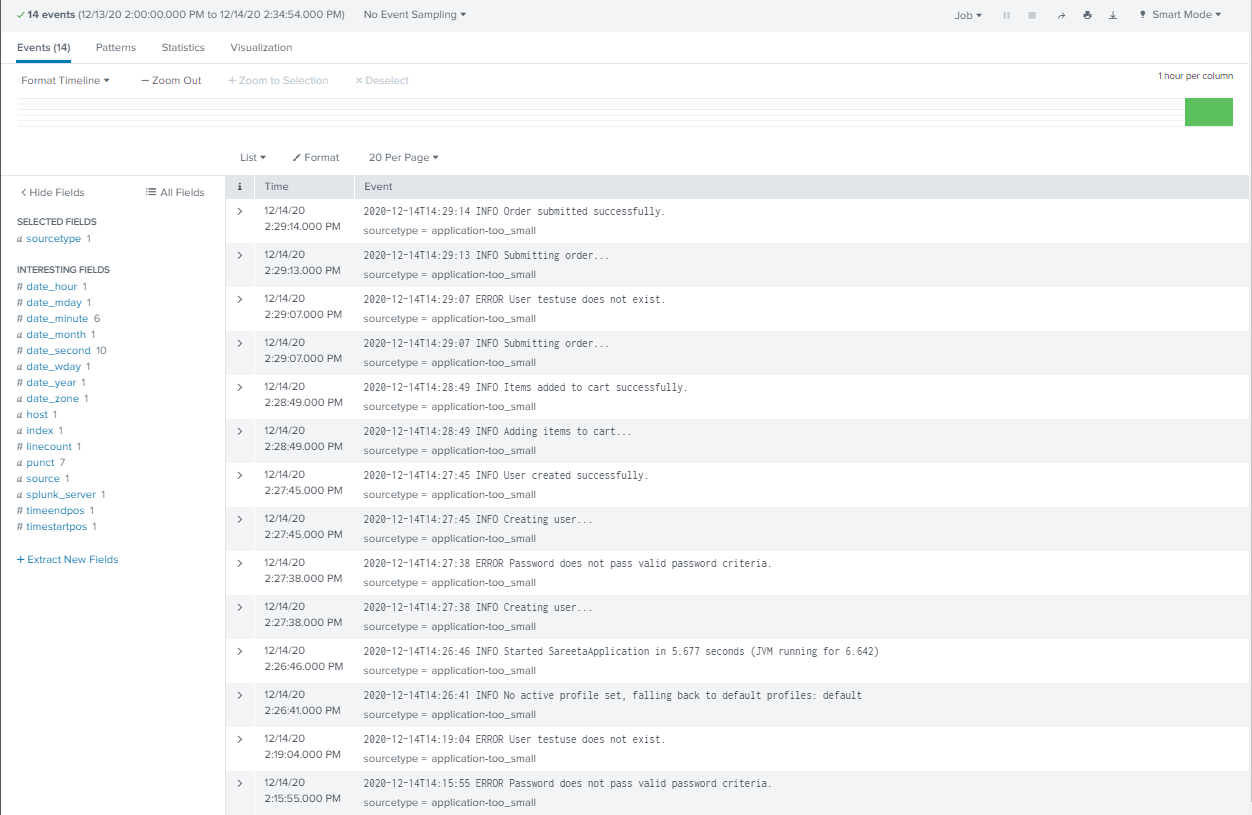 14 events (12/13/20 2:00:00.000 PM to 12/14/20 2:34:54.000 PM) No Event Sampling Job Smart Mode
Events (14) Patterns Statistics Visualization
Format Timeline — Zoom Out + Zoom to Selection × Deselect 1 hour per column
List Format 20 Per Page
Hide Fields All Fields
SELECTED FIELDS
a sourcetype 1
INTERESTING FIELDS
# date_hour 1
# date_mday 1
# date_minute 6
a date_month 1
# date_second 10
a date_wday 1
# date_year 1
a date_zone 1
a host 1
a index 1
# linecount 1
a punct 7
a source 1
a splunk_server 1
# timeendpos 1
# timestartpos 1
+ Extract New Fields
i Time Event
12/14/20 2020-12-14T14:29:14 INFO Order submitted successfully.
2:29:14.000 PM sourcetype = application-too_small
12/14/20 2020-12-14T14:29:13 INFO Submitting order...
2:29:13.000 PM sourcetype = application-too_small
12/14/20 2020-12-14T14:29:07 ERROR User testuse does not exist.
2:29:07.000 PM sourcetype = application-too_small
12/14/20 2020-12-14T14:29:07 INFO Submitting order...
2:29:07.000 PM sourcetype = application-too_small
12/14/20 2020-12-14T14:28:49 INFO Items added to cart successfully.
2:28:49.000 PM sourcetype = application-too_small
12/14/20 2020-12-14T14:28:49 INFO Adding items to cart...
2:28:49.000 PM sourcetype = application-too_small
12/14/20 2020-12-14T14:27:45 INFO User created successfully.
2:27:45.000 PM sourcetype = application-too_small
12/14/20 2020-12-14T14:27:45 INFO Creating user...
2:27:45.000 PM sourcetype = application-too_small
12/14/20 2020-12-14T14:27:38 ERROR Password does not pass valid password criteria.
2:27:38.000 PM sourcetype = application-too_small
12/14/20 2020-12-14T14:27:38 INFO Creating user...
2:27:38.000 PM sourcetype = application-too_small
12/14/20 2020-12-14T14:26:46 INFO Started SareetaApplication in 5.677 seconds (JVM running for 6.642)
2:26:46.000 PM sourcetype = application-too_small
12/14/20 2020-12-14T14:26:41 INFO No active profile set, falling back to default profiles: default
2:26:41.000 PM sourcetype = application-too_small
12/14/20 2020-12-14T14:19:04 ERROR User testuse does not exist.
2:19:04.000 PM sourcetype = application-too_small
12/14/20 2020-12-14T14:15:55 ERROR Password does not pass valid password criteria.
2:15:55.000 PM sourcetype = application-too_small